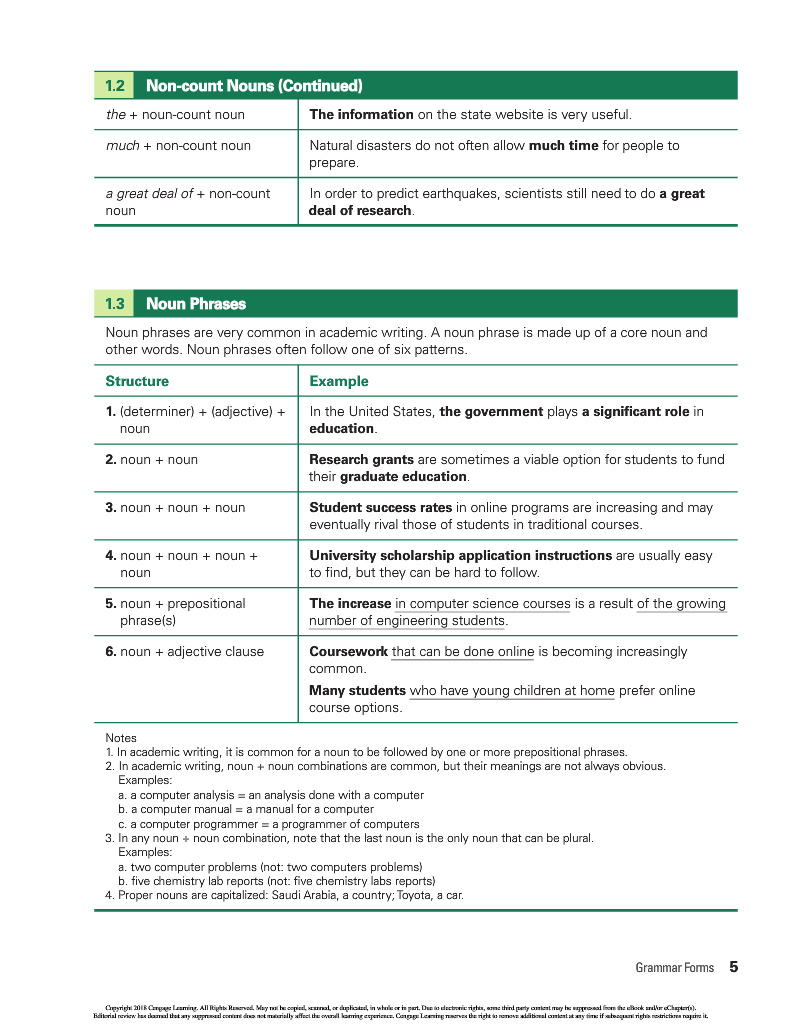 1.2 Non-count Nouns (Continued)
the + noun-count noun
The information on the state website is very useful.
much + non-count noun
Natural disasters do not often allow much time for people to
prepare.
a great deal of + non-count
noun
In order to predict earthquakes, scientists still need to do a great
deal of research.
1.3 Noun Phrases
Noun phrases are very common in academic writing. A noun phrase is made up of a core noun and
other words. Noun phrases often follow one of six patterns.
Structure
Example
1. (determiner) + (adjective) +
noun
In the United States, the government plays a significant role in
education.
2. noun + noun
Research grants are sometimes a viable option for students to fund
their graduate education.
3. noun + noun + noun
Student success rates in online programs are increasing and may
eventually rival those of students in traditional courses.
4. noun + noun + noun +
noun
University scholarship application instructions are usually easy
to find, but they can be hard to follow.
5. noun + prepositional
phrase(s)
The increase in computer science courses is a result of the growing
number of engineering students.
6. noun + adjective clause
Coursework that can be done online is becoming increasingly
common.
Many students who have young children at home prefer online
course options.
Notes
1. In academic writing, it is common for a noun to be followed by one or more prepositional phrases.
2. In academic writing, noun + noun combinations are common, but their meanings are not always obvious.
Examples:
a. a computer analysis = an analysis done with a computer
b. a computer manual = a manual for a computer
c. a computer programmer = a programmer of computers
3. In any noun + noun combination, note that the last noun is the only noun that can be plural.
Examples:
a. two computer problems (not: two computers problems)
b. five chemistry lab reports (not: five chemistry labs reports)
4. Proper nouns are capitalized: Saudi Arabia, a country; Toyota, a car.
Grammar Forms 5
Copyright 2018 Cengage Learning. All Rights Reserved. May not be copied, scanned, or duplicated, in whole or in part. Due to electronic rights, some third party content may be suppressed from the eBook and/or eChapter(s).
Editorial review has deemed that any suppressed content does not materially affect the overall learning experience. Cengage Learning reserves the right to remove additional content at any time if subsequent rights restrictions require it.